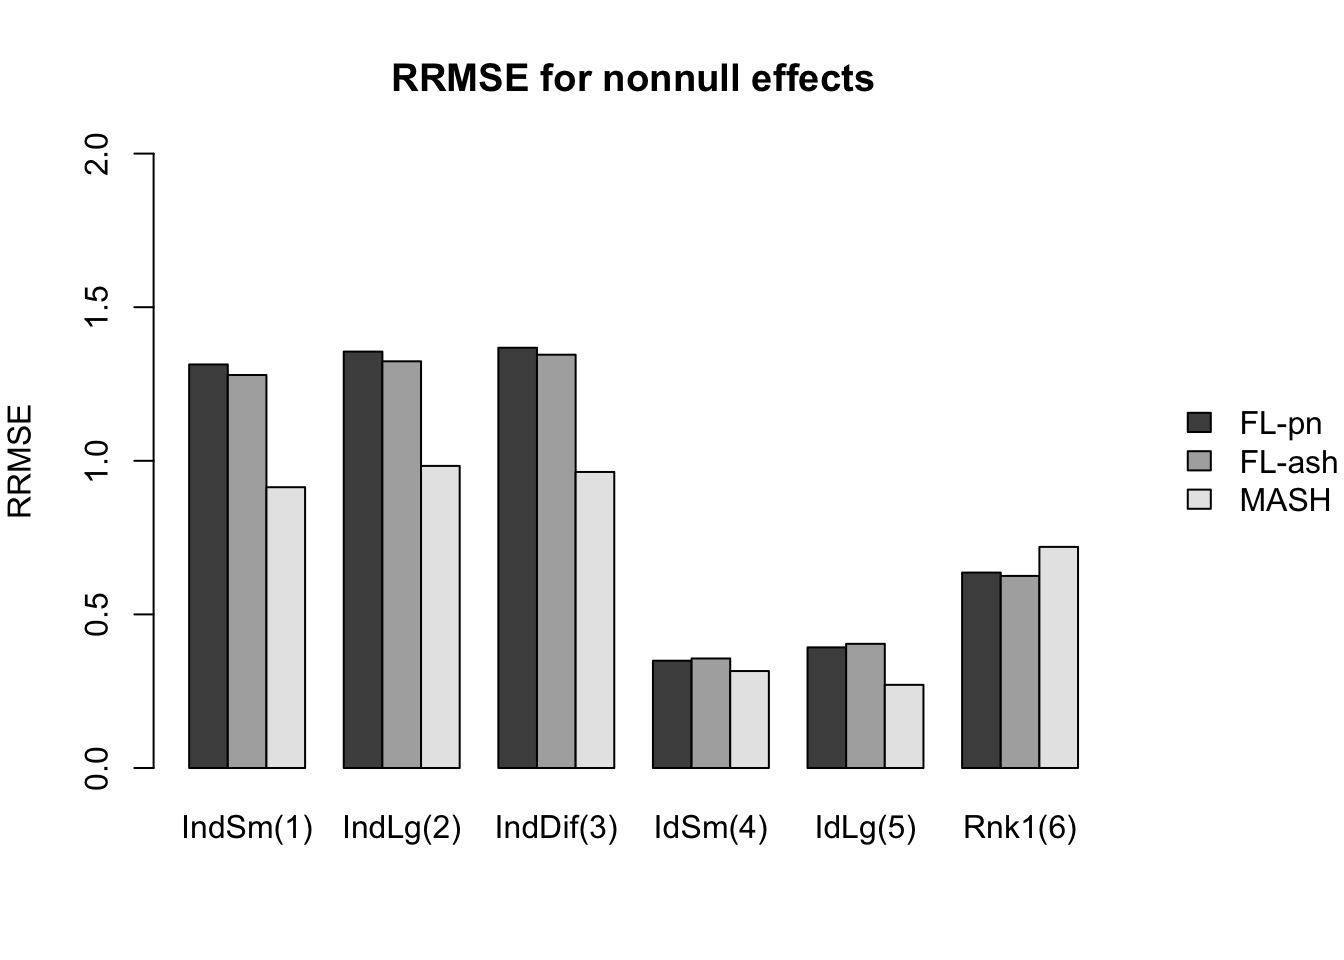 RRMSE for nonnull effects
RRMSE
2.0
1.5
1.0
0.5
0.0
IndSm(1)
IndLg(2)
IndDif(3)
IdSm(4)
IdLg(5)
Rnk1(6)
FL-pn
FL-ash
MASH